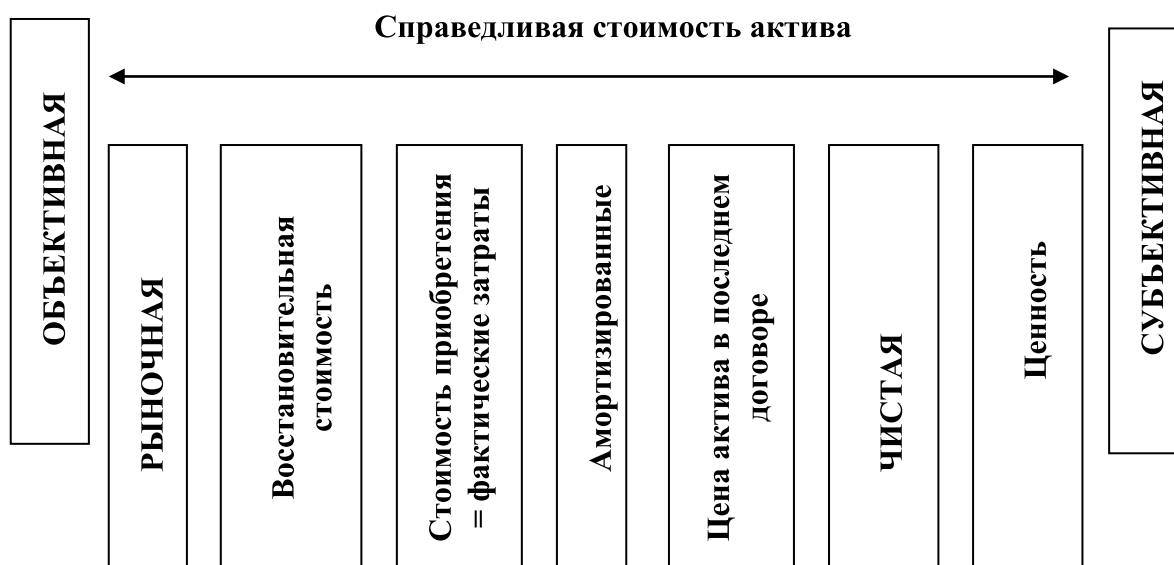 Справедливая стоимость актива
ОБЪЕКТИВНАЯ
РЫНОЧНАЯ
Восстановительная
стоимость
Стоимость приобретения
= фактические затраты
Амортизированные
Цена актива в последнем
договоре
ЧИСТАЯ
Ценность
СУБЪЕКТИВНАЯ